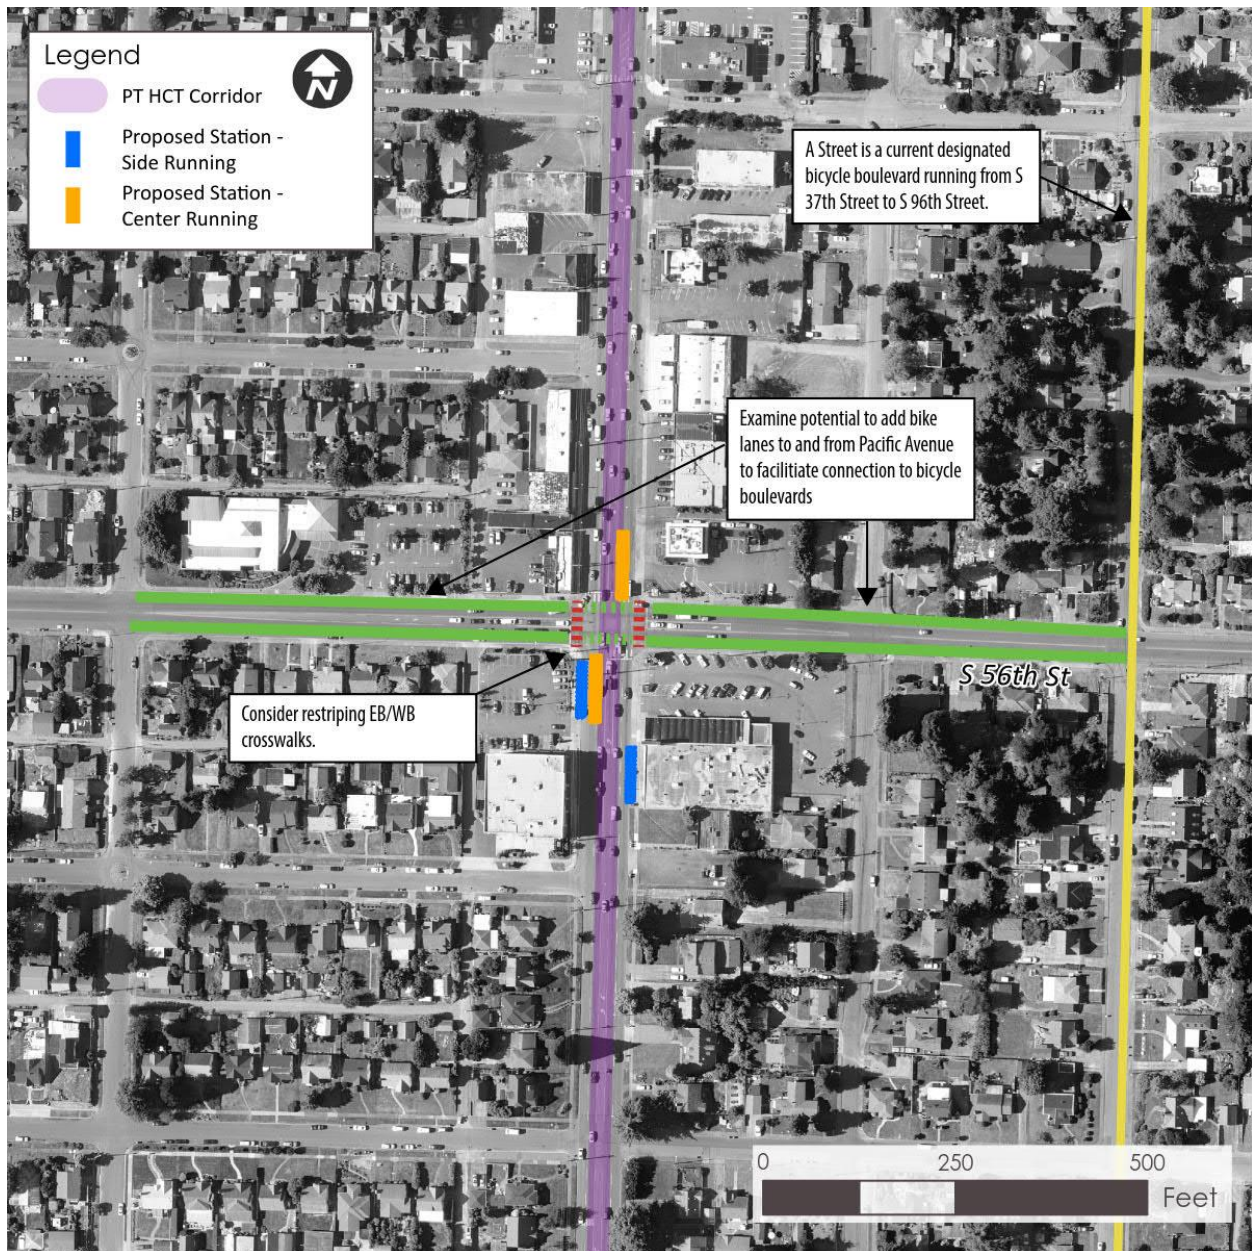 Legend
N
PT HCT Corridor
Proposed Station -
Side Running
Proposed Station -
Center Running
A Street is a current designated
bicycle boulevard running from S
37th Street to S 96th Street.
Examine potential to add bike
lanes to and from Pacific Avenue
to facilitiate connection to bicycle
boulevards
S 56th St
Consider restriping EB/WB
crosswalks.
0 250 500
Feet